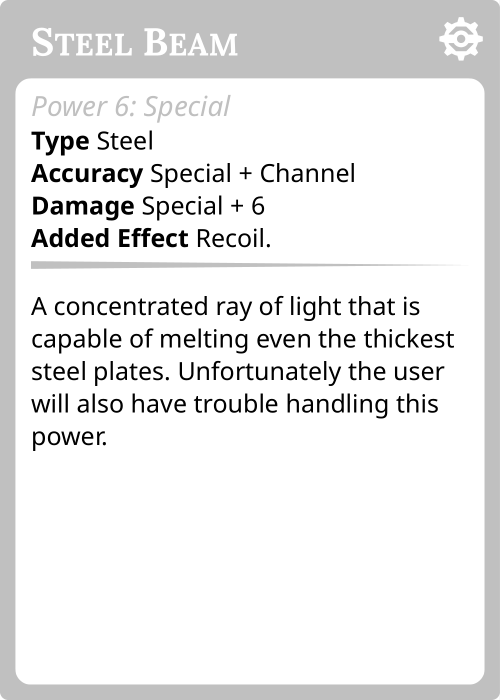 Steel Beam
Power 6: Special
Type Steel
Accuracy Special + Channel
Damage Special + 6
Added Effect Recoil.
A concentrated ray of light that is
capable of melting even the thickest
steel plates. Unfortunately the user
will also have trouble handling this
power.